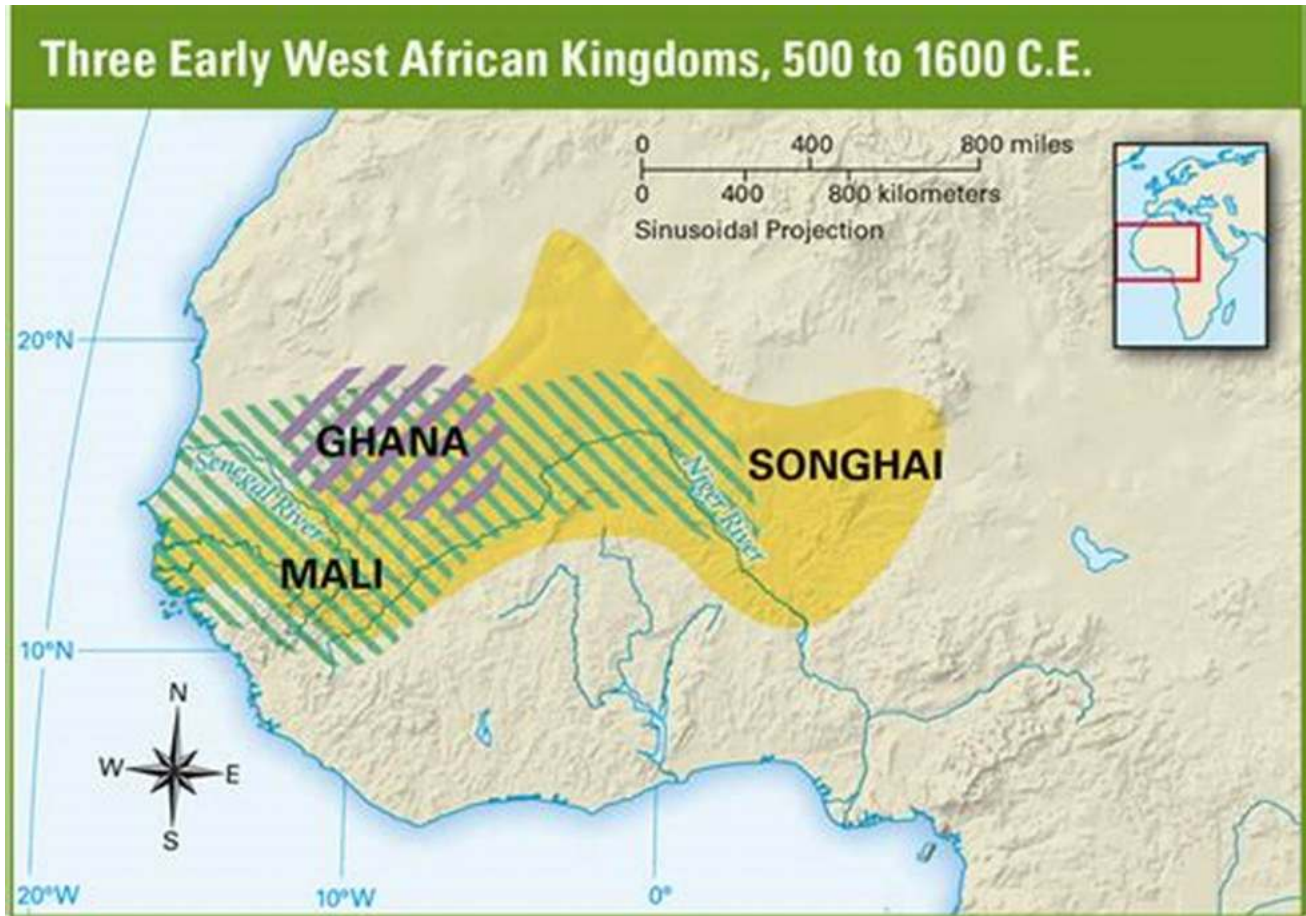 Three Early West African Kingdoms, 500 to 1600 C.E.
0 400 800 miles
0 400 800 kilometers
Sinusoidal Projection
20°N
GHANA
SONGHAI
Senegal River
Niger River
MALI
10°N
N
W E
S
20°W 10°W 0°